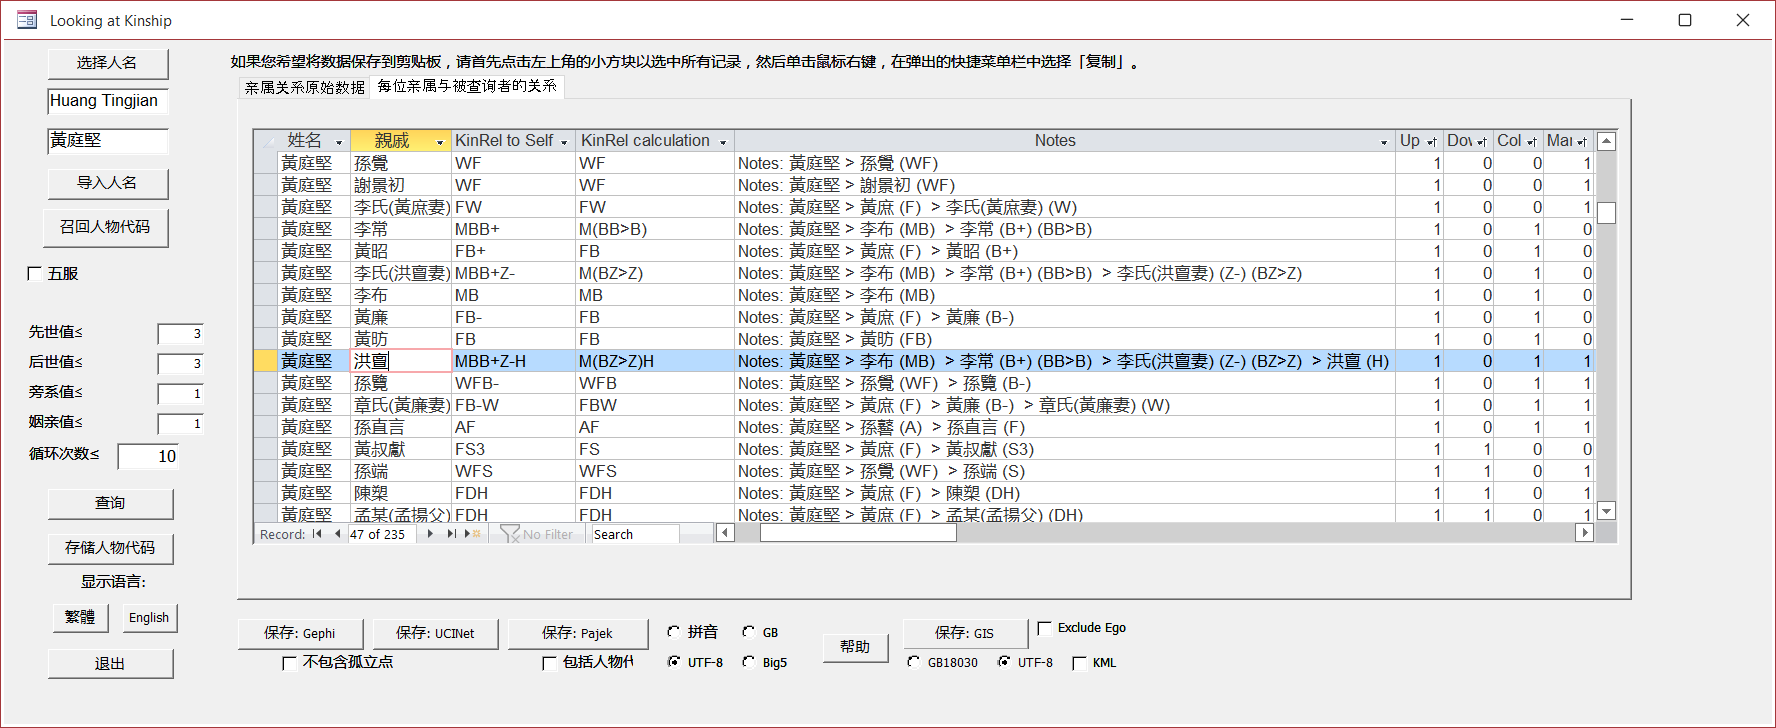 Looking at Kinship
选择人名
Huang Tingjian
黃庭堅
导入人名
召回人物代码
五服
先世值≤ 3
后世值≤ 3
旁系值≤ 1
姻亲值≤ 1
循环次数≤ 10
查询
存储人物代码
显示语言:
繁體 English
退出
如果您希望将数据保存到剪贴板，请首先点击左上角的小方块以选中所有记录，然后单击鼠标右键，在弹出的快捷菜单栏中选择「复制」。
亲属关系原始数据 每位亲属与被查询者的关系
姓名 親戚 KinRel to Self KinRel calculation Notes Up Dov Col Mar
黃庭堅 孫覺 WF WF Notes: 黃庭堅 > 孫覺 (WF) 1 0 0 1
黃庭堅 謝景初 WF WF Notes: 黃庭堅 > 謝景初 (WF) 1 0 0 1
黃庭堅 李氏(黃庶妻) FW FW Notes: 黃庭堅 > 黃庶 (F) > 李氏(黃庶妻) (W) 1 0 0 1
黃庭堅 李常 MBB+ M(BB>B) Notes: 黃庭堅 > 李布 (MB) > 李常 (B+) (BB>B) 1 0 1 0
黃庭堅 黃昭 FB+ FB Notes: 黃庭堅 > 黃庶 (F) > 黃昭 (B+) 1 0 1 0
黃庭堅 李氏(洪亶妻) MBB+Z- M(BZ>Z) Notes: 黃庭堅 > 李布 (MB) > 李常 (B+) (BB>B) > 李氏(洪亶妻) (Z-) (BZ>Z) 1 0 1 0
黃庭堅 李布 MB MB Notes: 黃庭堅 > 李布 (MB) 1 0 1 0
黃庭堅 黃廉 FB- FB Notes: 黃庭堅 > 黃庶 (F) > 黃廉 (B-) 1 0 1 0
黃庭堅 黃昉 FB FB Notes: 黃庭堅 > 黃昉 (FB) 1 0 1 0
黃庭堅 洪亶 MBB+Z-H M(BZ>Z)H Notes: 黃庭堅 > 李布 (MB) > 李常 (B+) (BB>B) > 李氏(洪亶妻) (Z-) (BZ>Z) > 洪亶 (H) 1 0 1 1
黃庭堅 孫覽 WFB- WFB Notes: 黃庭堅 > 孫覺 (WF) > 孫覽 (B-) 1 0 1 1
黃庭堅 章氏(黃廉妻) FB-W FBW Notes: 黃庭堅 > 黃庶 (F) > 黃廉 (B-) > 章氏(黃廉妻) (W) 1 0 1 1
黃庭堅 孫直言 AF AF Notes: 黃庭堅 > (A) > 孫直言 (F) 1 0 0 1
黃庭堅 黃叔獻 FS3 FS Notes: 黃庭堅 > 黃庶 (F) > 黃叔獻 (S3) 1 1 0 0
黃庭堅 孫端 WFS WFS Notes: 黃庭堅 > 孫覺 (WF) > 孫端 (S) 1 1 0 1
黃庭堅 陳塑 FDH FDH Notes: 黃庭堅 > 黃庶 (F) > 陳塑 (DH) 1 1 0 1
黃庭堅 孟某(孟揚父) FDH FDH Notes: 黃庭堅 > 黃庶 (F) > 孟某(孟揚父) (DH) 1 1 0 1
Record: 47 of 235 No Filter Search
保存: Gephi 保存: UCINet 保存: Pajek 拼音 GB 帮助 保存: GIS Exclude Ego
不包含孤立点 包括人物代 UTF-8 Big5 GB18030 UTF-8 KML